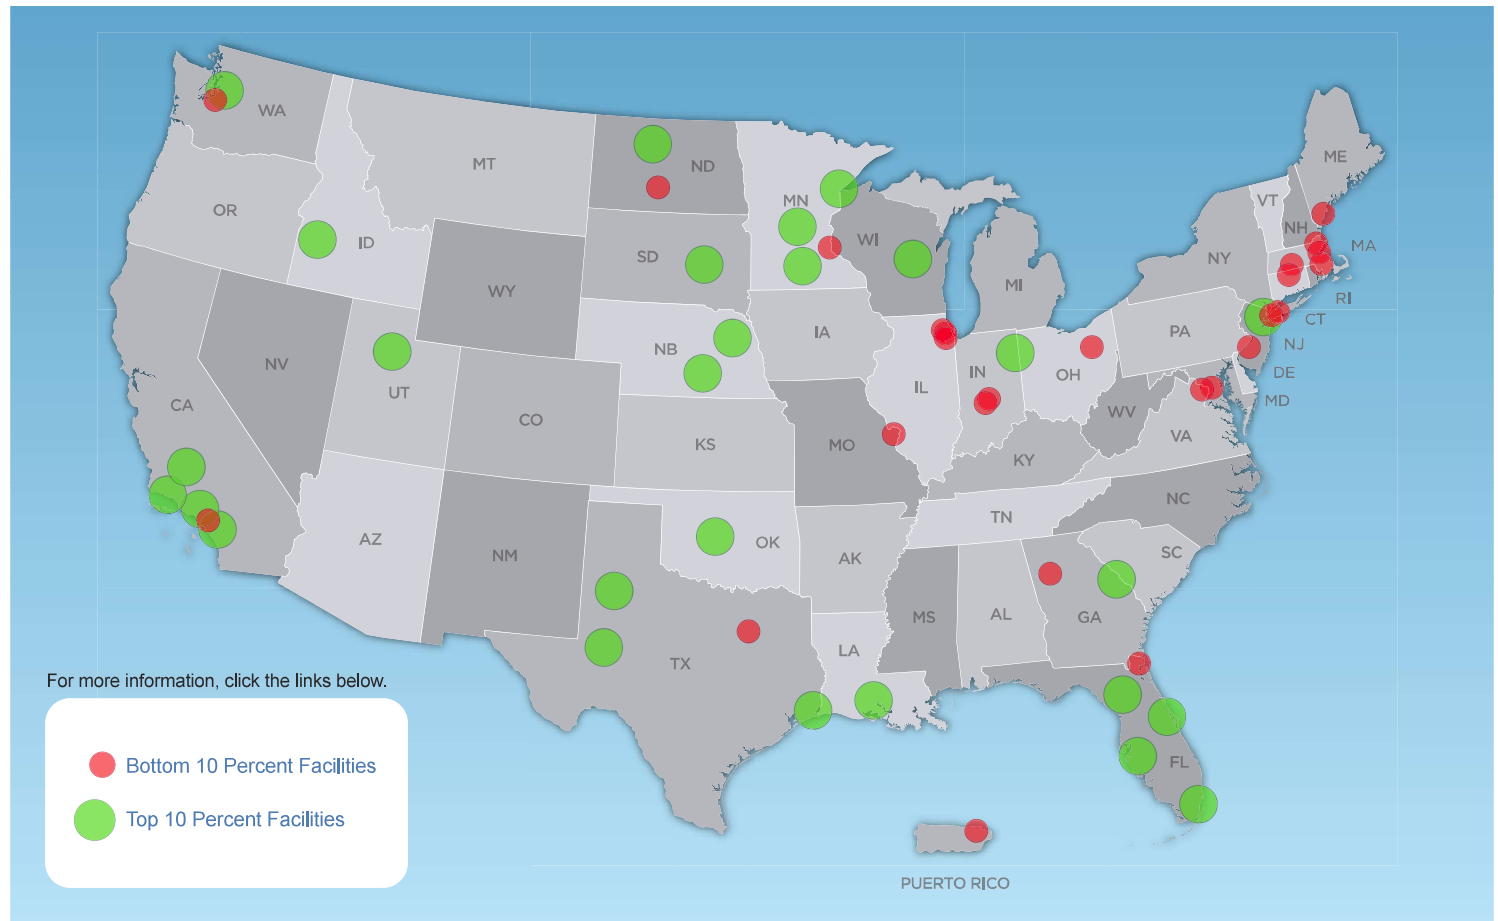 WA
MT
ND
ME
OR
ID
MN
VT
NH
MA
WI
SD
NY
WY
MI
RI
CT
IA
PA
NB
NJ
NV
IN
OH
DE
UT
IL
CA
MD
WV
CO
KS
MO
VA
KY
NC
TN
AZ
NM
OK
AK
SC
MS
AL
GA
LA
TX
FL
For more information, click the links below.
Bottom 10 Percent Facilities
Top 10 Percent Facilities
PUERTO RICO